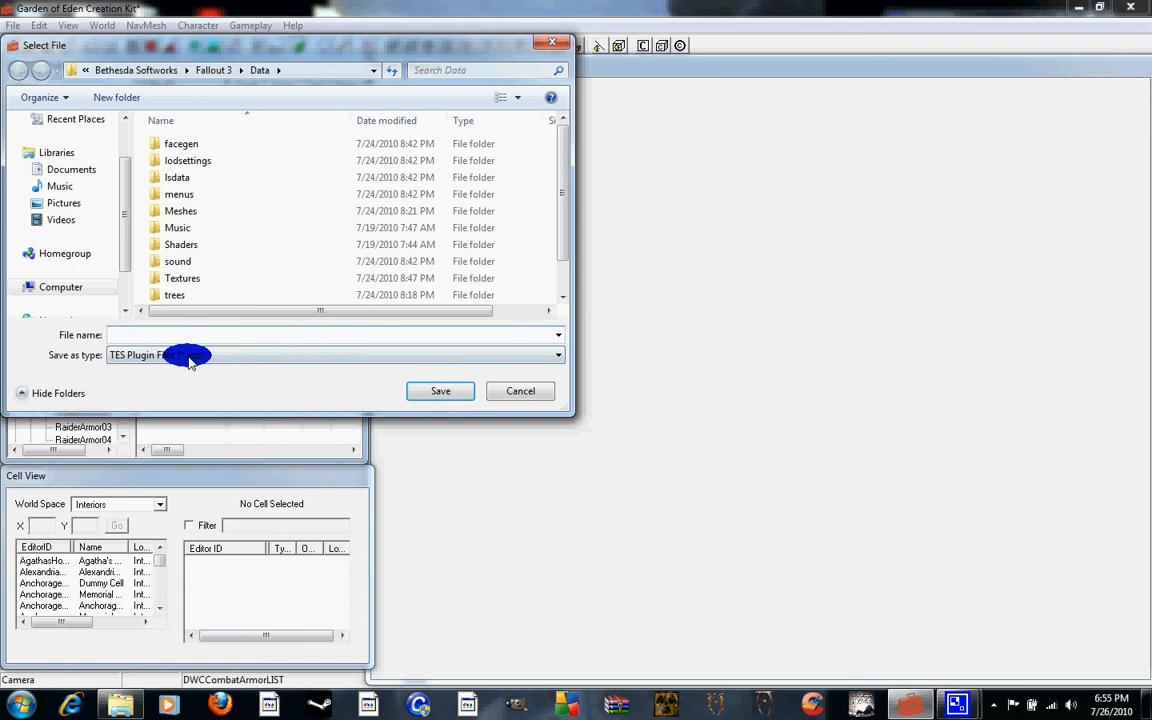 Garden of Eden Creation Kit*
File Edit View World NavMesh Character Gameplay Help
Select File
« Bethesda Softworks Fallout 3 Data
Search Data
Organize New folder
Name Date modified Type Si
Recent Places
Libraries
Documents
Music
Pictures
Videos
Homegroup
Computer
facegen 7/24/2010 8:42 PM File folder
lodsettings 7/24/2010 8:42 PM File folder
lsdata 7/24/2010 8:42 PM File folder
menus 7/24/2010 8:42 PM File folder
Meshes 7/24/2010 8:21 PM File folder
Music 7/19/2010 7:47 AM File folder
Shaders 7/19/2010 7:44 AM File folder
sound 7/24/2010 8:42 PM File folder
Textures 7/24/2010 8:47 PM File folder
trees 7/24/2010 8:18 PM File folder
File name:
Save as type: TES Plugin
Hide Folders Save Cancel
RaiderArmor03
RaiderArmor04
Cell View
World Space Interiors No Cell Selected
X Y Go Filter
EditorID Name Lo... Editor ID Ty... O... Lo...
AgathasHo... Agatha's ... Int...
Alexandria... Alexandri... Int...
Anchorage... Dummy Cell Int...
Anchorage... Memorial ... Int...
Anchorage... Anchorag... Int...
Camera DWCCombatArmorLIST
6:55 PM
7/26/2010